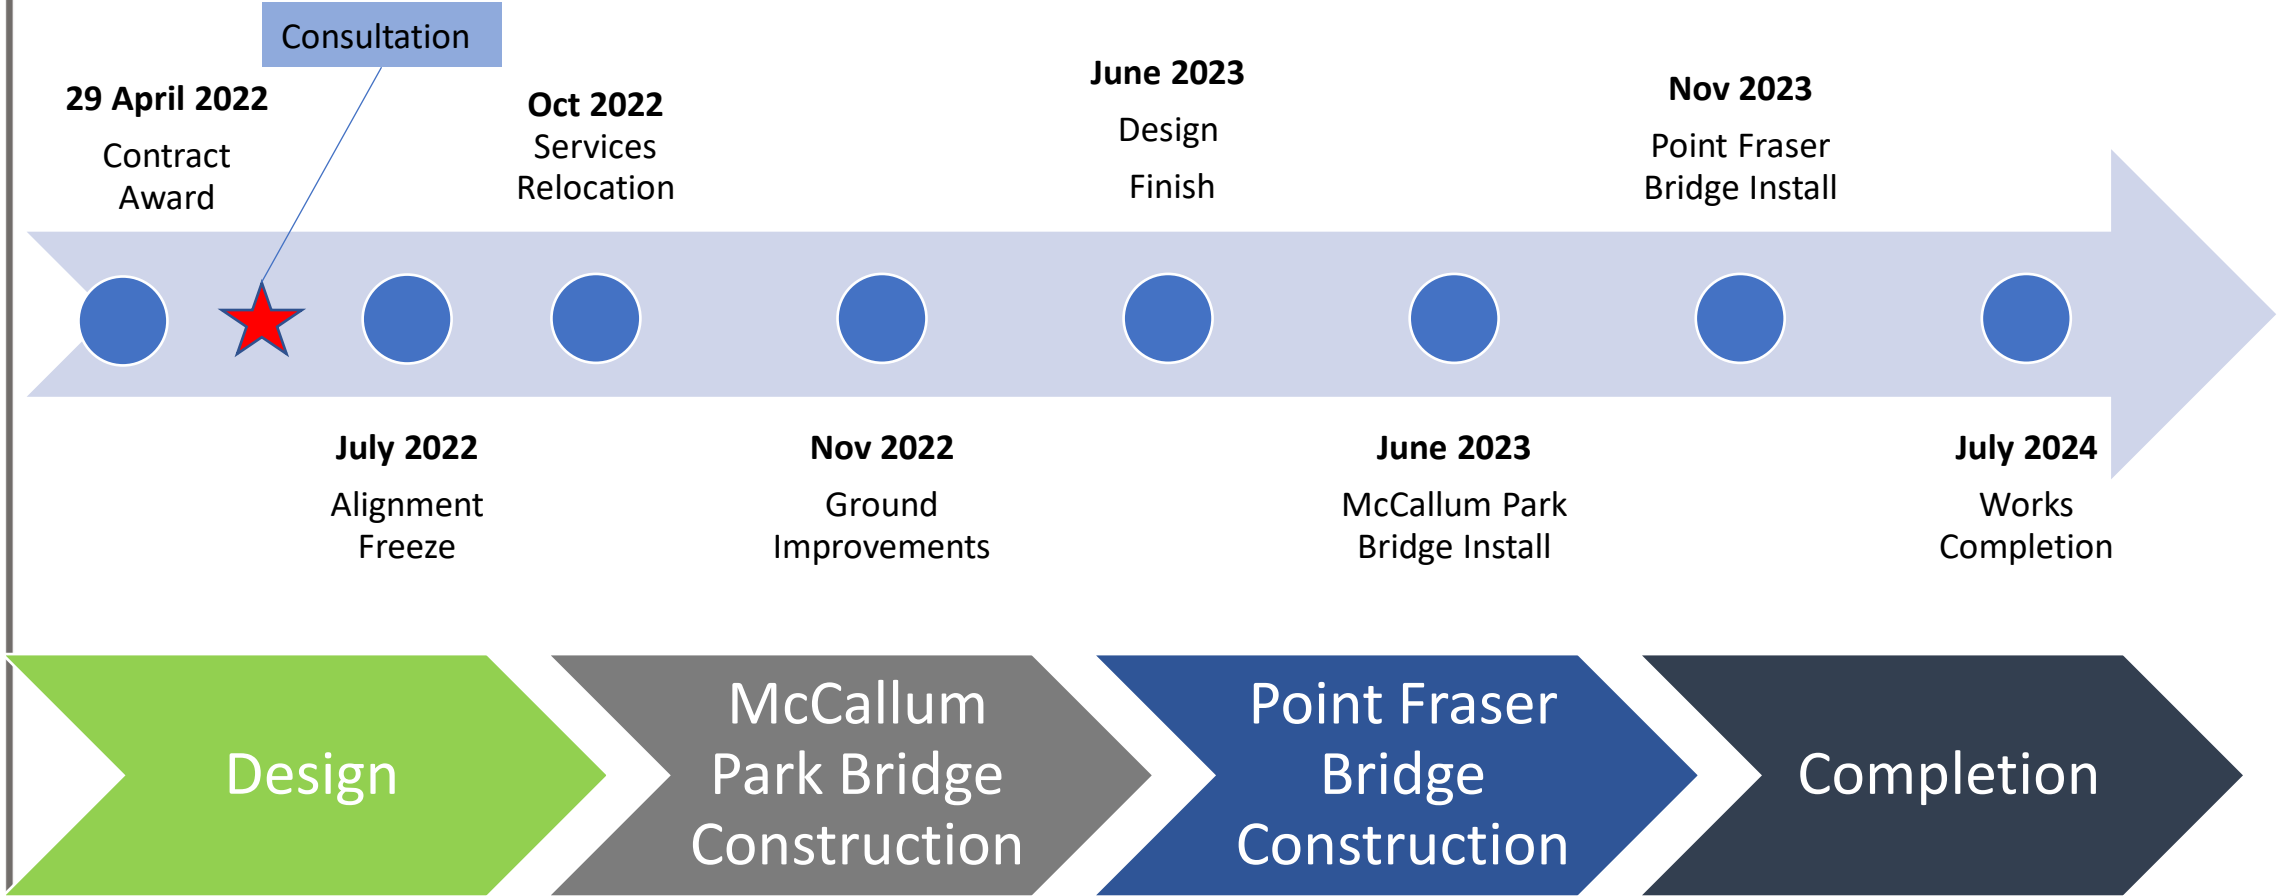 Consultation
29 April 2022
Contract
Award
Oct 2022
Services
Relocation
June 2023
Design
Finish
Nov 2023
Point Fraser
Bridge Install
July 2022
Alignment
Freeze
Nov 2022
Ground
Improvements
June 2023
McCallum Park
Bridge Install
July 2024
Works
Completion
Design
McCallum
Park Bridge
Construction
Point Fraser
Bridge
Construction
Completion